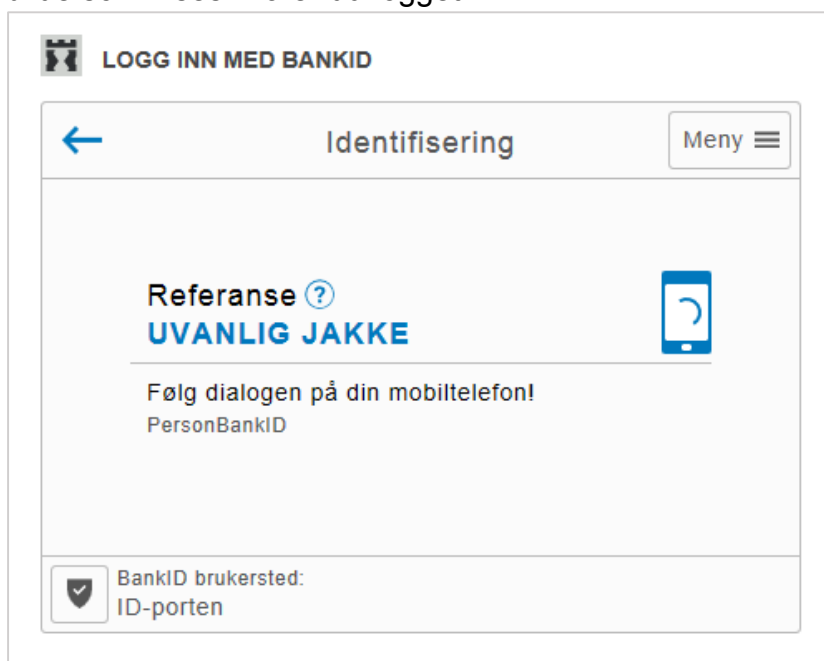 LOGG INN MED BANKID
Identifisering
Meny
Referanse ?
UVANLIG JAKKE
Følg dialogen på din mobiltelefon!
PersonBankID
BankID brukersted:
ID-porten